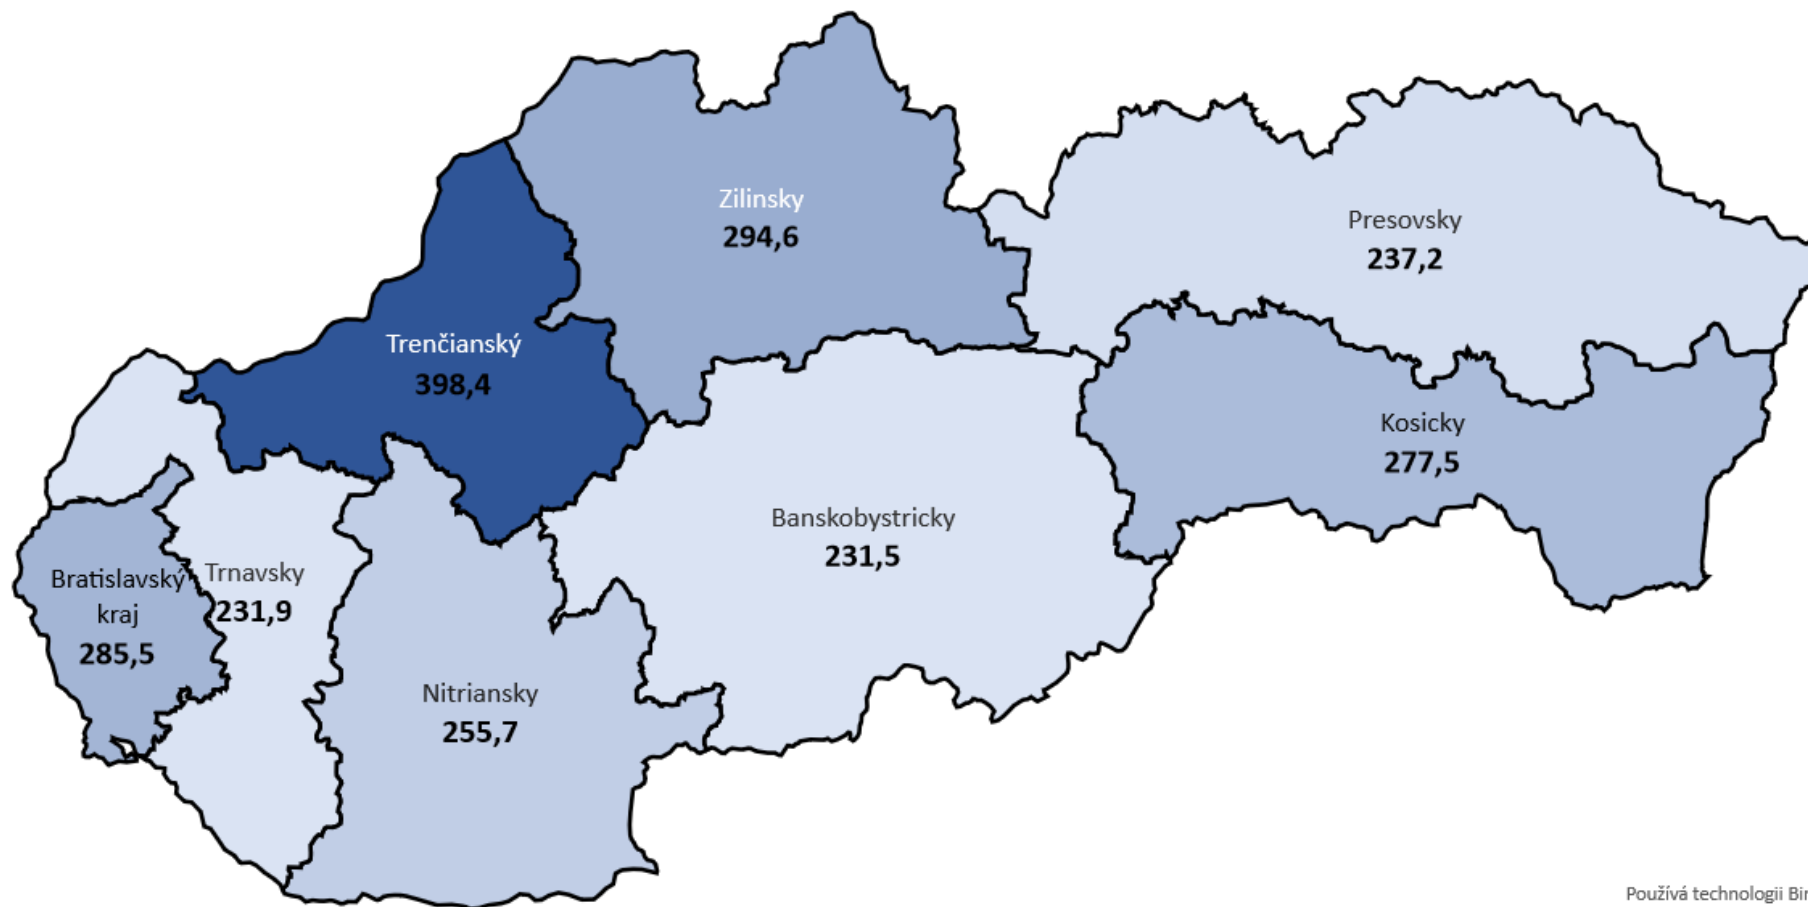 Zilinsky
294,6
Presovsky
237,2
Trenčianský
398,4
Kosicky
277,5
Banskobystricky
231,5
Bratislavský
kraj
285,5
Trnavsky
231,9
Nitriansky
255,7
Používá technologii Bin